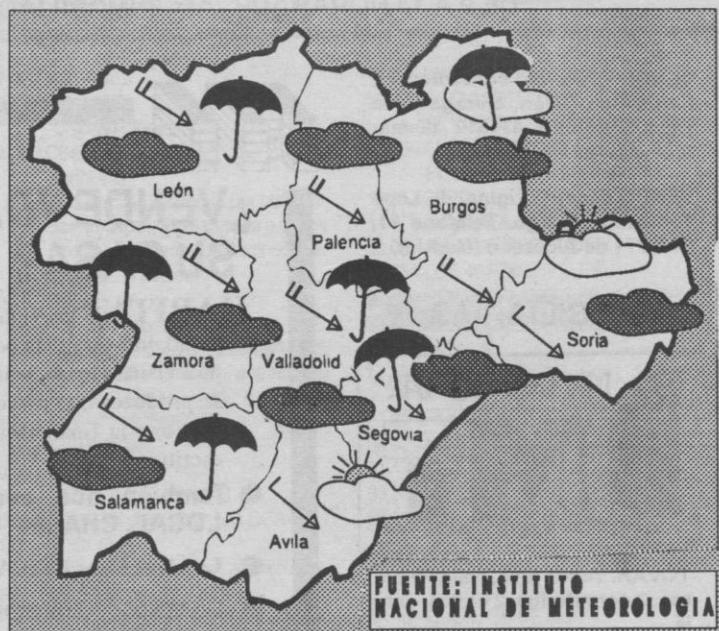 León
Burgos
Palencia
Soria
Zamora
Valladolid
Segovia
Salamanca
Avila
FUENTE: INSTITUTO
NACIONAL DE METEOROLOGIA